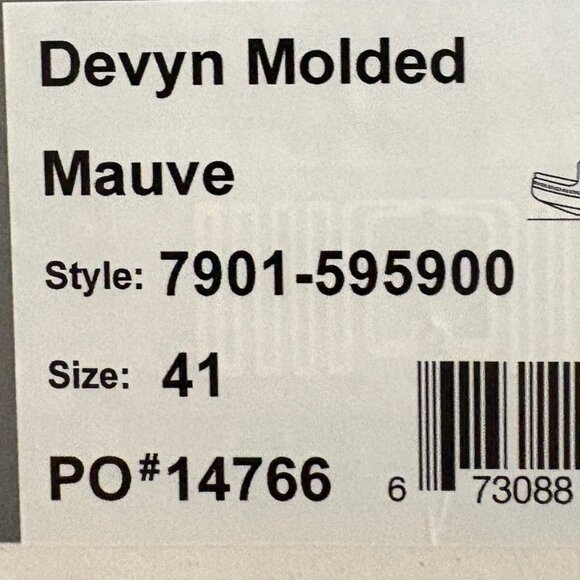 Devyn Molded
Mauve
Style: 7901-595900
Size: 41
PO#14766
6 73088